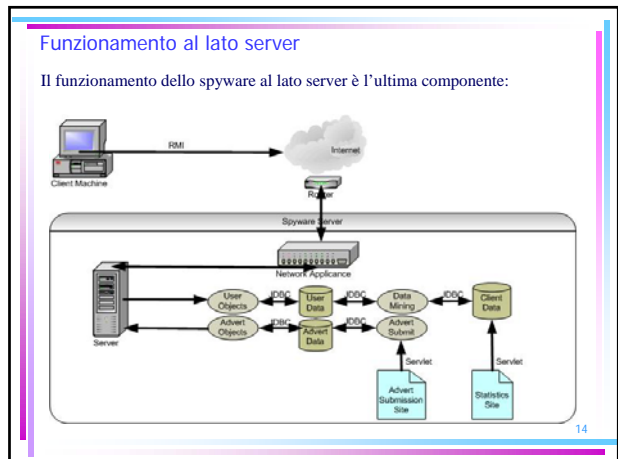 Funzionamento al lato server
Il funzionamento dello spyware al lato server è l'ultima componente:
RMI
Internet
Client Machine
Router
Spyware Server
Network Applicance
Server
User
Objects
JDBC
User
Data
JDBC
Data
Mining
JDBC
Client
Data
Advert
Objects
JDBC
Advert
Data
JDBC
Advert
Submit
Servlet
Servlet
Advert
Submission
Site
Statistics
Site
14